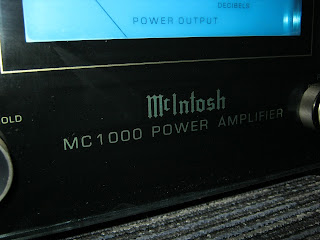 DECIBELS
POWER OUTPUT
McIntosh
OLD
MC1000 POWER AMPLIFIER